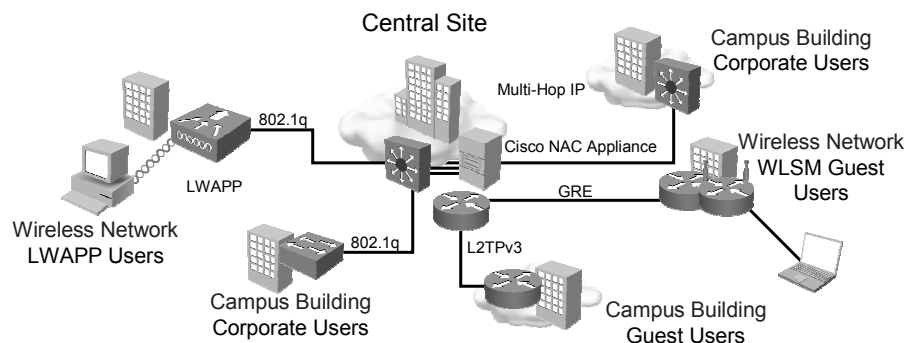 Central Site
Campus Building
Corporate Users
Multi-Hop IP
802.1q
Cisco NAC Appliance
Wireless Network
WLSM Guest
Users
LWAPP
GRE
Wireless Network
LWAPP Users
802.1q
L2TPv3
Campus Building
Corporate Users
Campus Building
Guest Users